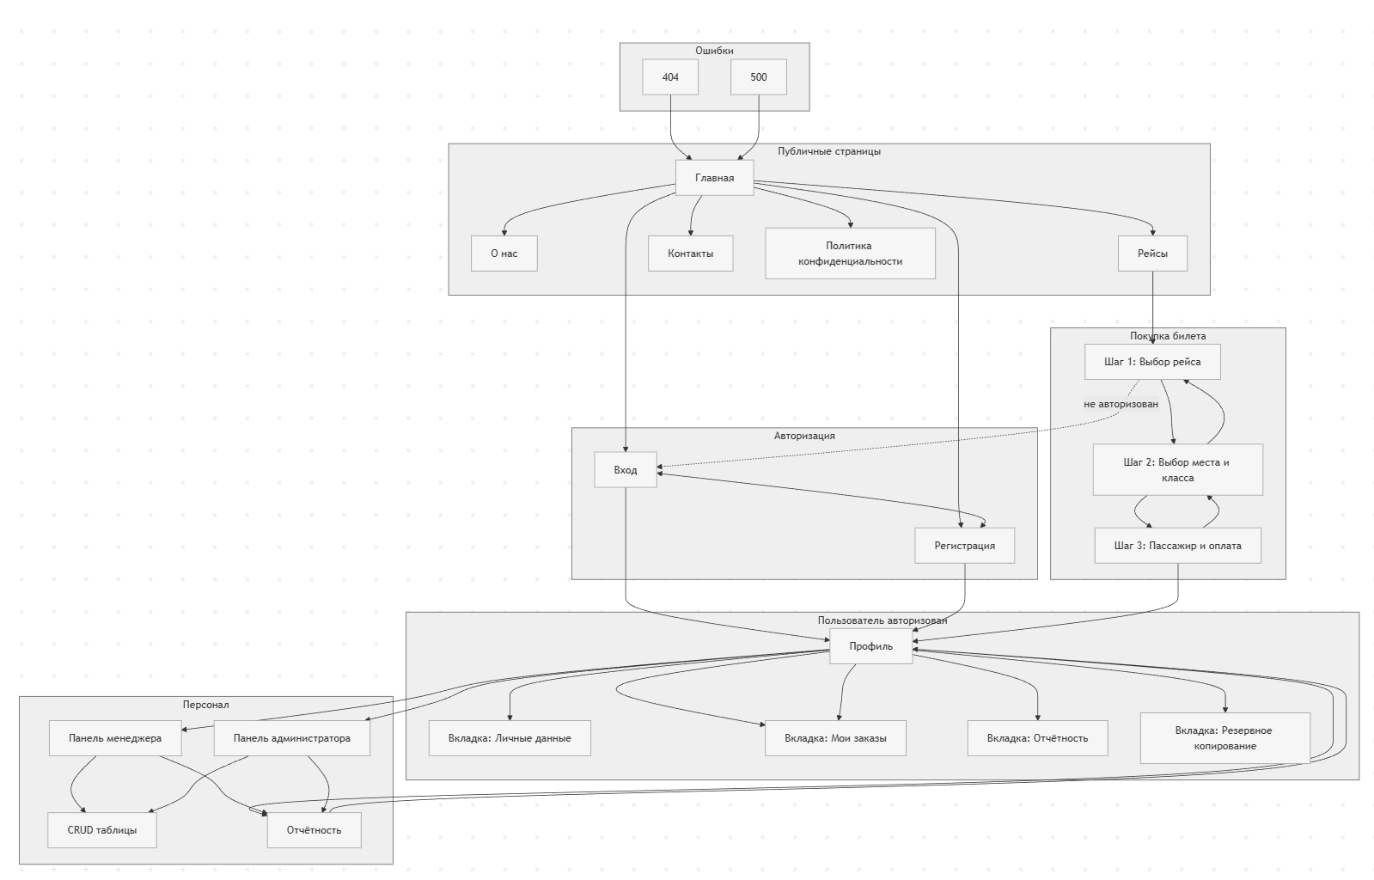 Ошибки
404
500
Публичные страницы
Главная
О нас
Контакты
Политика
конфиденциальности
Рейсы
Покупка билета
Шаг 1: Выбор рейса
не авторизован
Авторизация
Вход
Шаг 2: Выбор места и
класса
Регистрация
Шаг 3: Пассажир и оплата
Пользователь авторизован
Профиль
Персонал
Панель менеджера
Панель администратора
Вкладка: Личные данные
Вкладка: Мои заказы
Вкладка: Отчётность
Вкладка: Резервное
копирование
CRUD таблицы
Отчётность